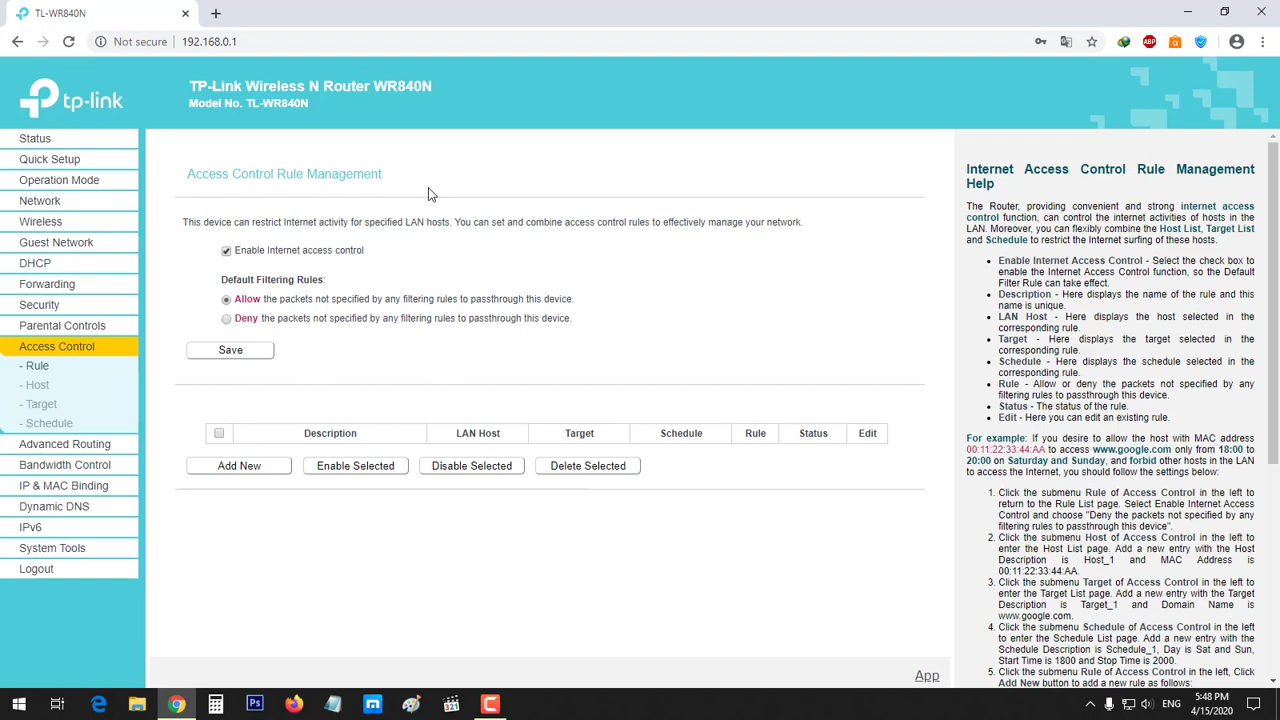 TL-WR840N
Not secure
192.168.0.1
ABP
tp-link
TP-Link Wireless N Router WR840N
Model No. TL-WR840N
Status
Quick Setup
Operation Mode
Network
Wireless
Guest Network
DHCP
Forwarding
Security
Parental Controls
Access Control
- Rule
- Host
- Target
- Schedule
Advanced Routing
Bandwidth Control
IP & MAC Binding
Dynamic DNS
IPv6
System Tools
Logout
Access Control Rule Management
This device can restrict Internet activity for specified LAN hosts. You can set and combine access control rules to effectively manage your network.
Enable Internet access control
Default Filtering Rules:
Allow the packets not specified by any filtering rules to passthrough this device.
Deny the packets not specified by any filtering rules to passthrough this device.
Save
Description LAN Host Target Schedule Rule Status Edit
Add New Enable Selected Disable Selected Delete Selected
App
Internet Access Control Rule Management
Help
The Router, providing convenient and strong internet access
control function, can control the internet activities of hosts in the
LAN. Moreover, you can flexibly combine the Host List, Target List
and Schedule to restrict the Internet surfing of these hosts.
Enable Internet Access Control - Select the check box to
enable the Internet Access Control function, so the Default
Filter Rule can take effect.
Description - Here displays the name of the rule and this
name is unique.
LAN Host - Here displays the host selected in the
corresponding rule.
Target - Here displays the target selected in the
corresponding rule.
Schedule - Here displays the schedule selected in the
corresponding rule.
Rule - Allow or deny the packets not specified by any
filtering rules to passthrough this device.
Status - The status of the rule.
Edit - Here you can edit an existing rule.
For example: If you desire to allow the host with MAC address
00:11:22:33:44:AA to access www.google.com only from 18:00 to
20:00 on Saturday and Sunday, and forbid other hosts in the LAN
to access the Internet, you should follow the settings below:
1. Click the submenu Rule of Access Control in the left to
return to the Rule List page. Select Enable Internet Access
Control and choose "Deny the packets not specified by any
filtering rules to passthrough this device".
2. Click the submenu Host of Access Control in the left to
enter the Host List page. Add a new entry with the Host
Description is Host_1 and MAC Address is
00:11:22:33:44:AA.
3. Click the submenu Target of Access Control in the left to
enter the Target List page. Add a new entry with the Target
Description is Target_1 and Domain Name is
www.google.com.
4. Click the submenu Schedule of Access Control in the left
to enter the Schedule List page. Add a new entry with the
Schedule Description is Schedule_1, Day is Sat and Sun,
Start Time is 1800 and Stop Time is 2000.
5. Click the submenu Rule of Access Control in the left, Click
Add New button to add a new rule as follows:
ENG
5:48 PM
4/15/2020